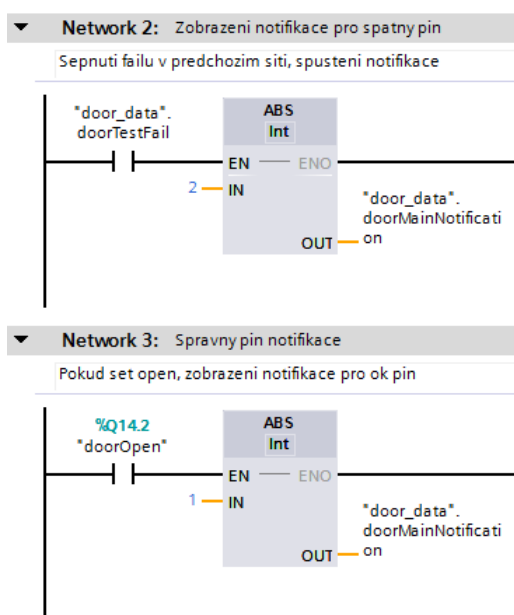 Network 2: Zobrazeni notifikace pro spatny pin
Sepnuti failu v predchozim siti, spusteni notifikace
"door_data".
doorTestFail
ABS
Int
EN
ENO
2
IN
"door_data".
doorMainNotificati
on
OUT
Network 3: Spravny pin notifikace
Pokud set open, zobrazeni notifikace pro ok pin
%Q14.2
"doorOpen"
ABS
Int
EN
ENO
1
IN
"door_data".
doorMainNotificati
on
OUT